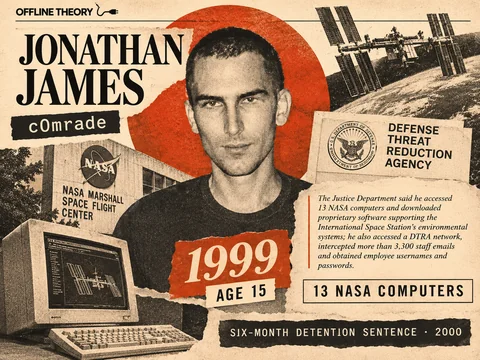 OFFLINE THEORY
JONATHAN
JAMES
c0mrade
NASA
NASA MARSHALL
SPACE FLIGHT
CENTER
DEFENSE
THREAT
REDUCTION
AGENCY
The Justice Department said he accessed
13 NASA computers and downloaded
proprietary software supporting the
International Space Station's environmental
systems; he also accessed a DTRA network,
intercepted more than 3,300 staff emails
and obtained employee usernames and
passwords.
1999
AGE 15
13 NASA COMPUTERS
SIX-MONTH DETENTION SENTENCE · 2000